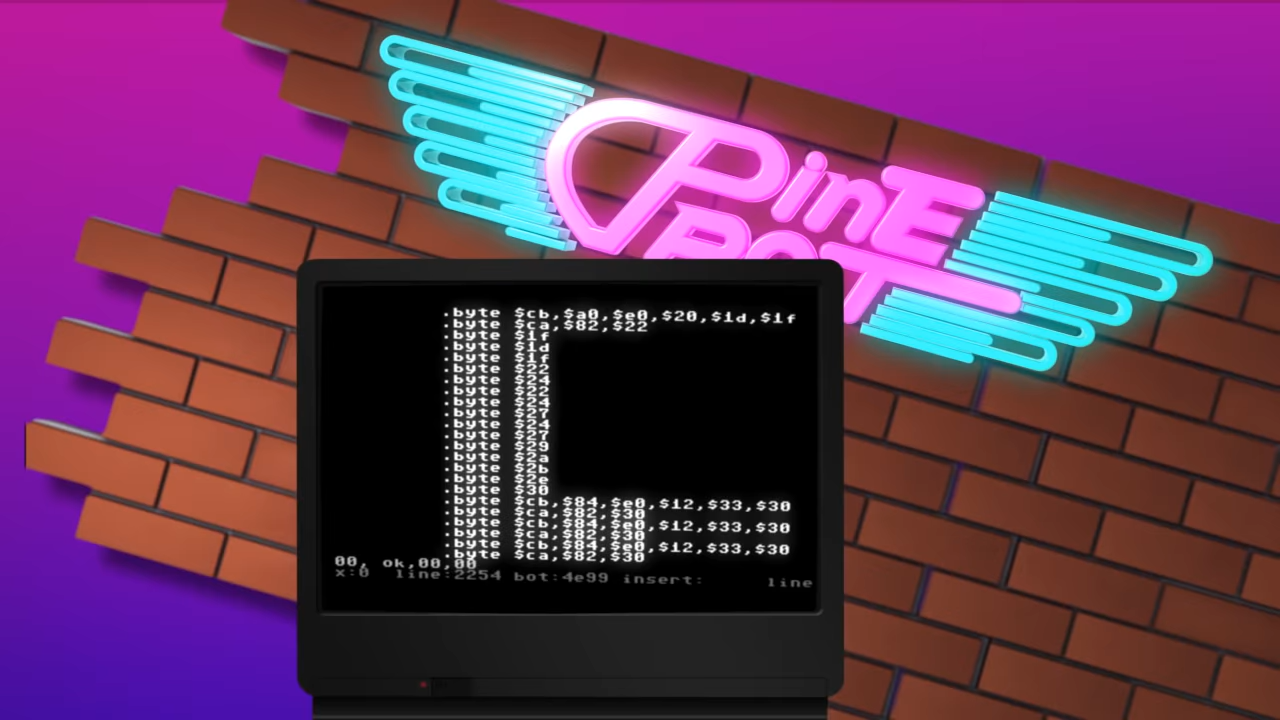 PinE
BOT
.byte $cb,$a0,$e0,$20,$1d,$1f
.byte $ca,$82,$22
.byte $1f
.byte $1d
.byte $1f
.byte $22
.byte $24
.byte $22
.byte $24
.byte $27
.byte $24
.byte $27
.byte $29
.byte $2a
.byte $2b
.byte $2e
.byte $30
.byte $cb,$84,$e0,$12,$33,$30
.byte $ca,$82,$30
.byte $cb,$84,$e0,$12,$33,$30
.byte $ca,$82,$30
.byte $cb,$84,$e0,$12,$33,$30
.byte $ca,$82,$30
00, ok,00,00
x:0 line:2254 bot:4e99 insert: line